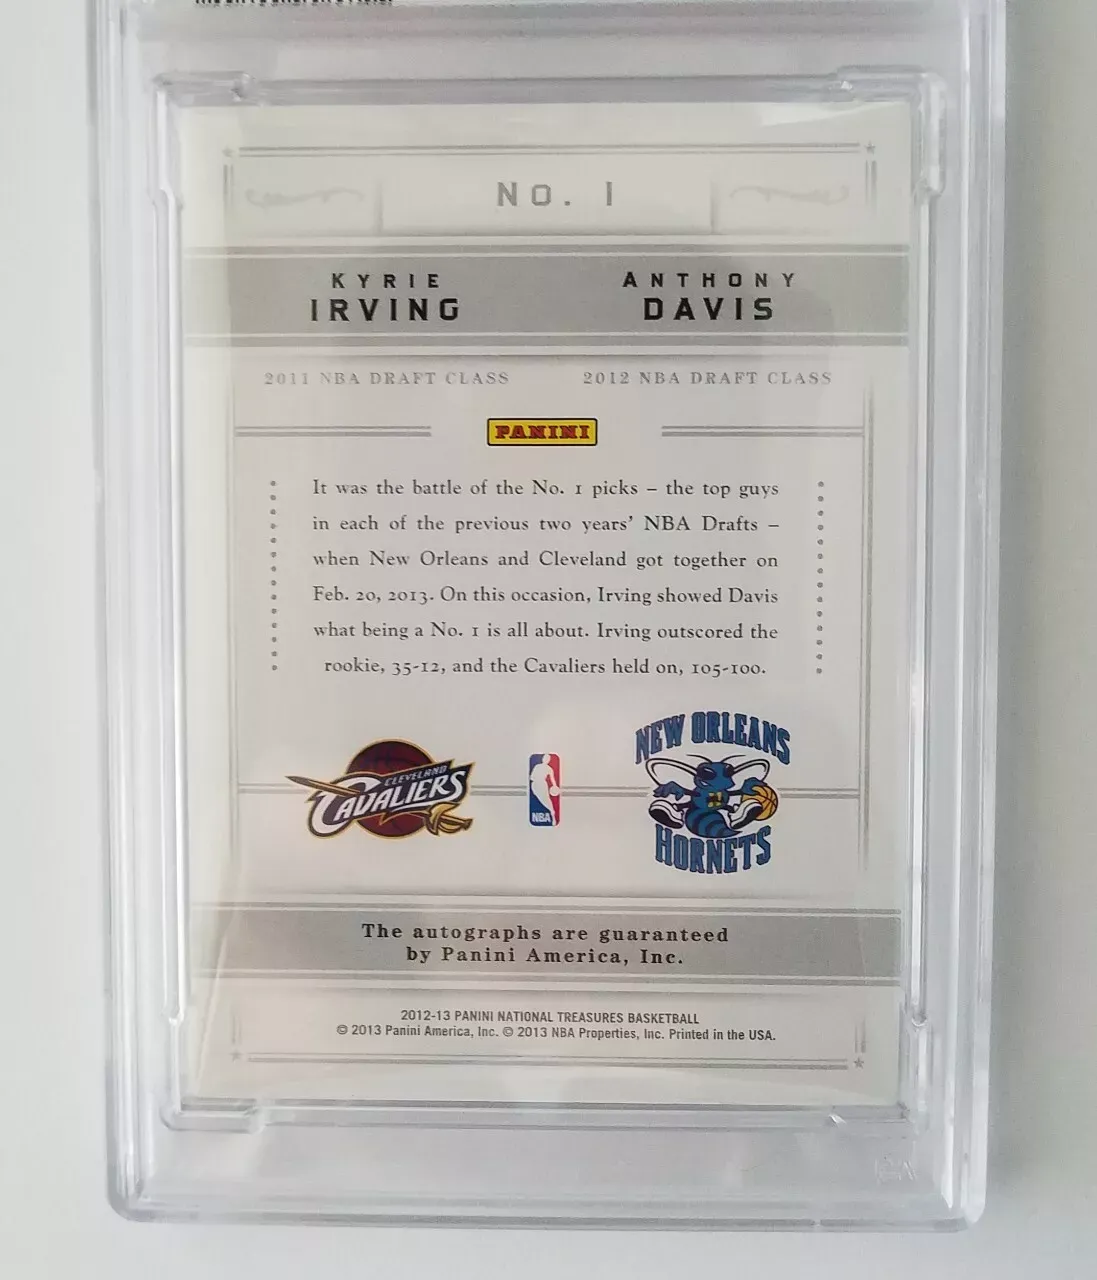 No. 1
KYRIE
IRVING
ANTHONY
DAVIS
2011 NBA DRAFT CLASS
2012 NBA DRAFT CLASS
PANINI
It was the battle of the No. 1 picks – the top guys
in each of the previous two years' NBA Drafts –
when New Orleans and Cleveland got together on
Feb. 20, 2013. On this occasion, Irving showed Davis
what being a No. 1 is all about. Irving outscored the
rookie, 35-12, and the Cavaliers held on, 105-100.
CLEVELAND
CAVALIERS
NBA
NEW ORLEANS
HORNETS
The autographs are guaranteed
by Panini America, Inc.
2012-13 PANINI NATIONAL TREASURES BASKETBALL
© 2013 Panini America, Inc. © 2013 NBA Properties, Inc. Printed in the USA.